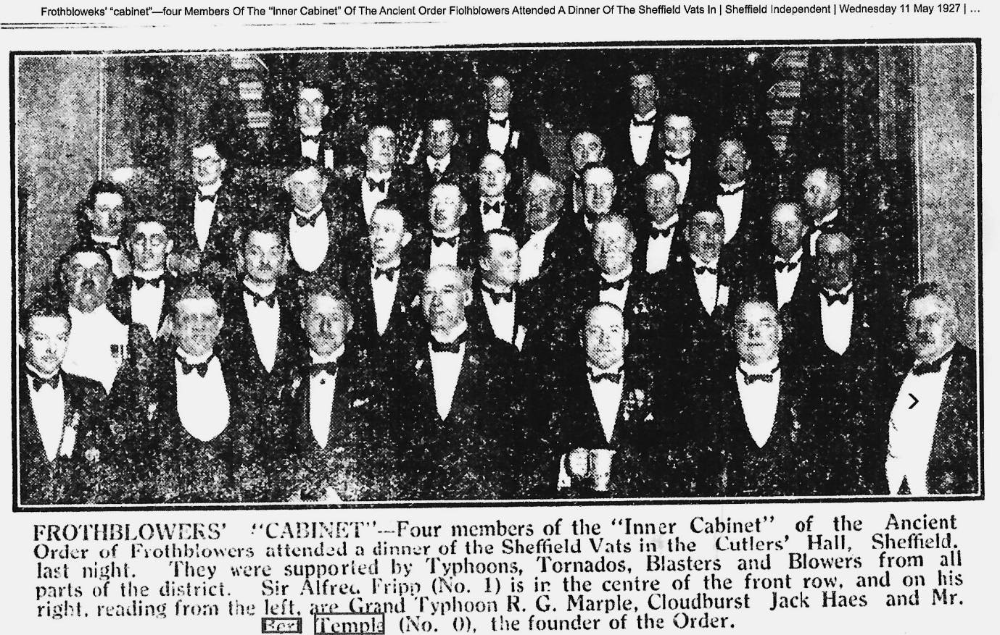 Frothbloweks' "cabinet"—four Members Of The "Inner Cabinet" Of The Ancient Order Fiolhblowers Attended A Dinner Of The Sheffield Vats In | Sheffield Independent | Wednesday 11 May 1927 | ...
FROTHBLOWERS' "CABINET"—Four members of the "Inner Cabinet" of the Ancient
Order of Frothblowers attended a dinner of the Sheffield Vats in the Cutlers' Hall, Sheffield.
last night. They were supported by Typhoons, Tornados, Blasters and Blowers from all
parts of the district. Sir Alfred Fripp (No. 1) is in the centre of the front row, and on his
right, reading from the left, are Grand Typhoon R. G. Marple, Cloudburst Jack Haes and Mr.
Bert Temple (No. 0), the founder of the Order.